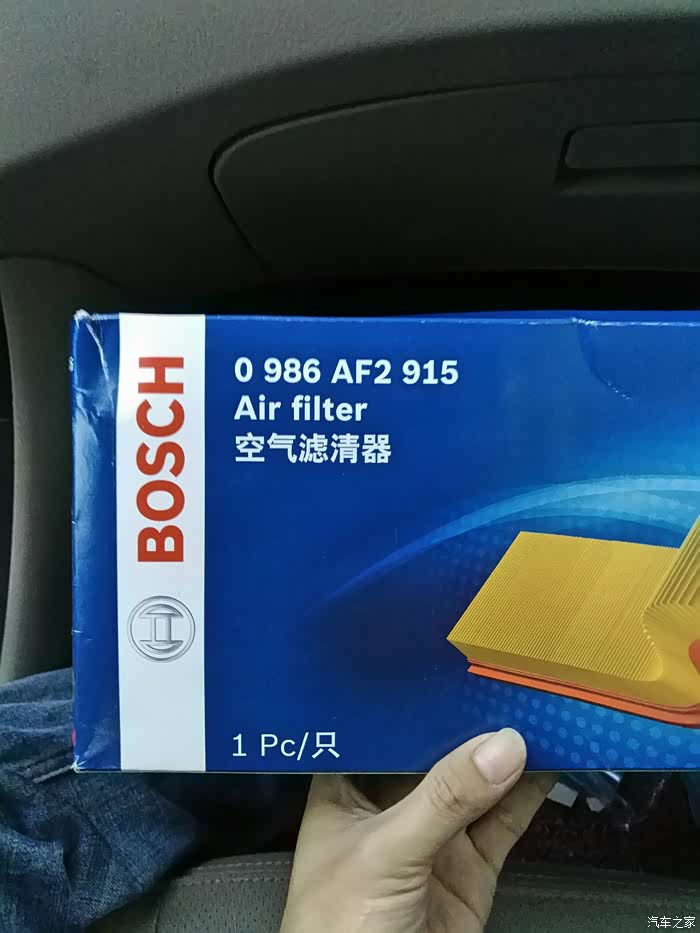 BOSCH
0 986 AF2 915
Air filter
空气滤清器
1 Pc/只
汽车之家